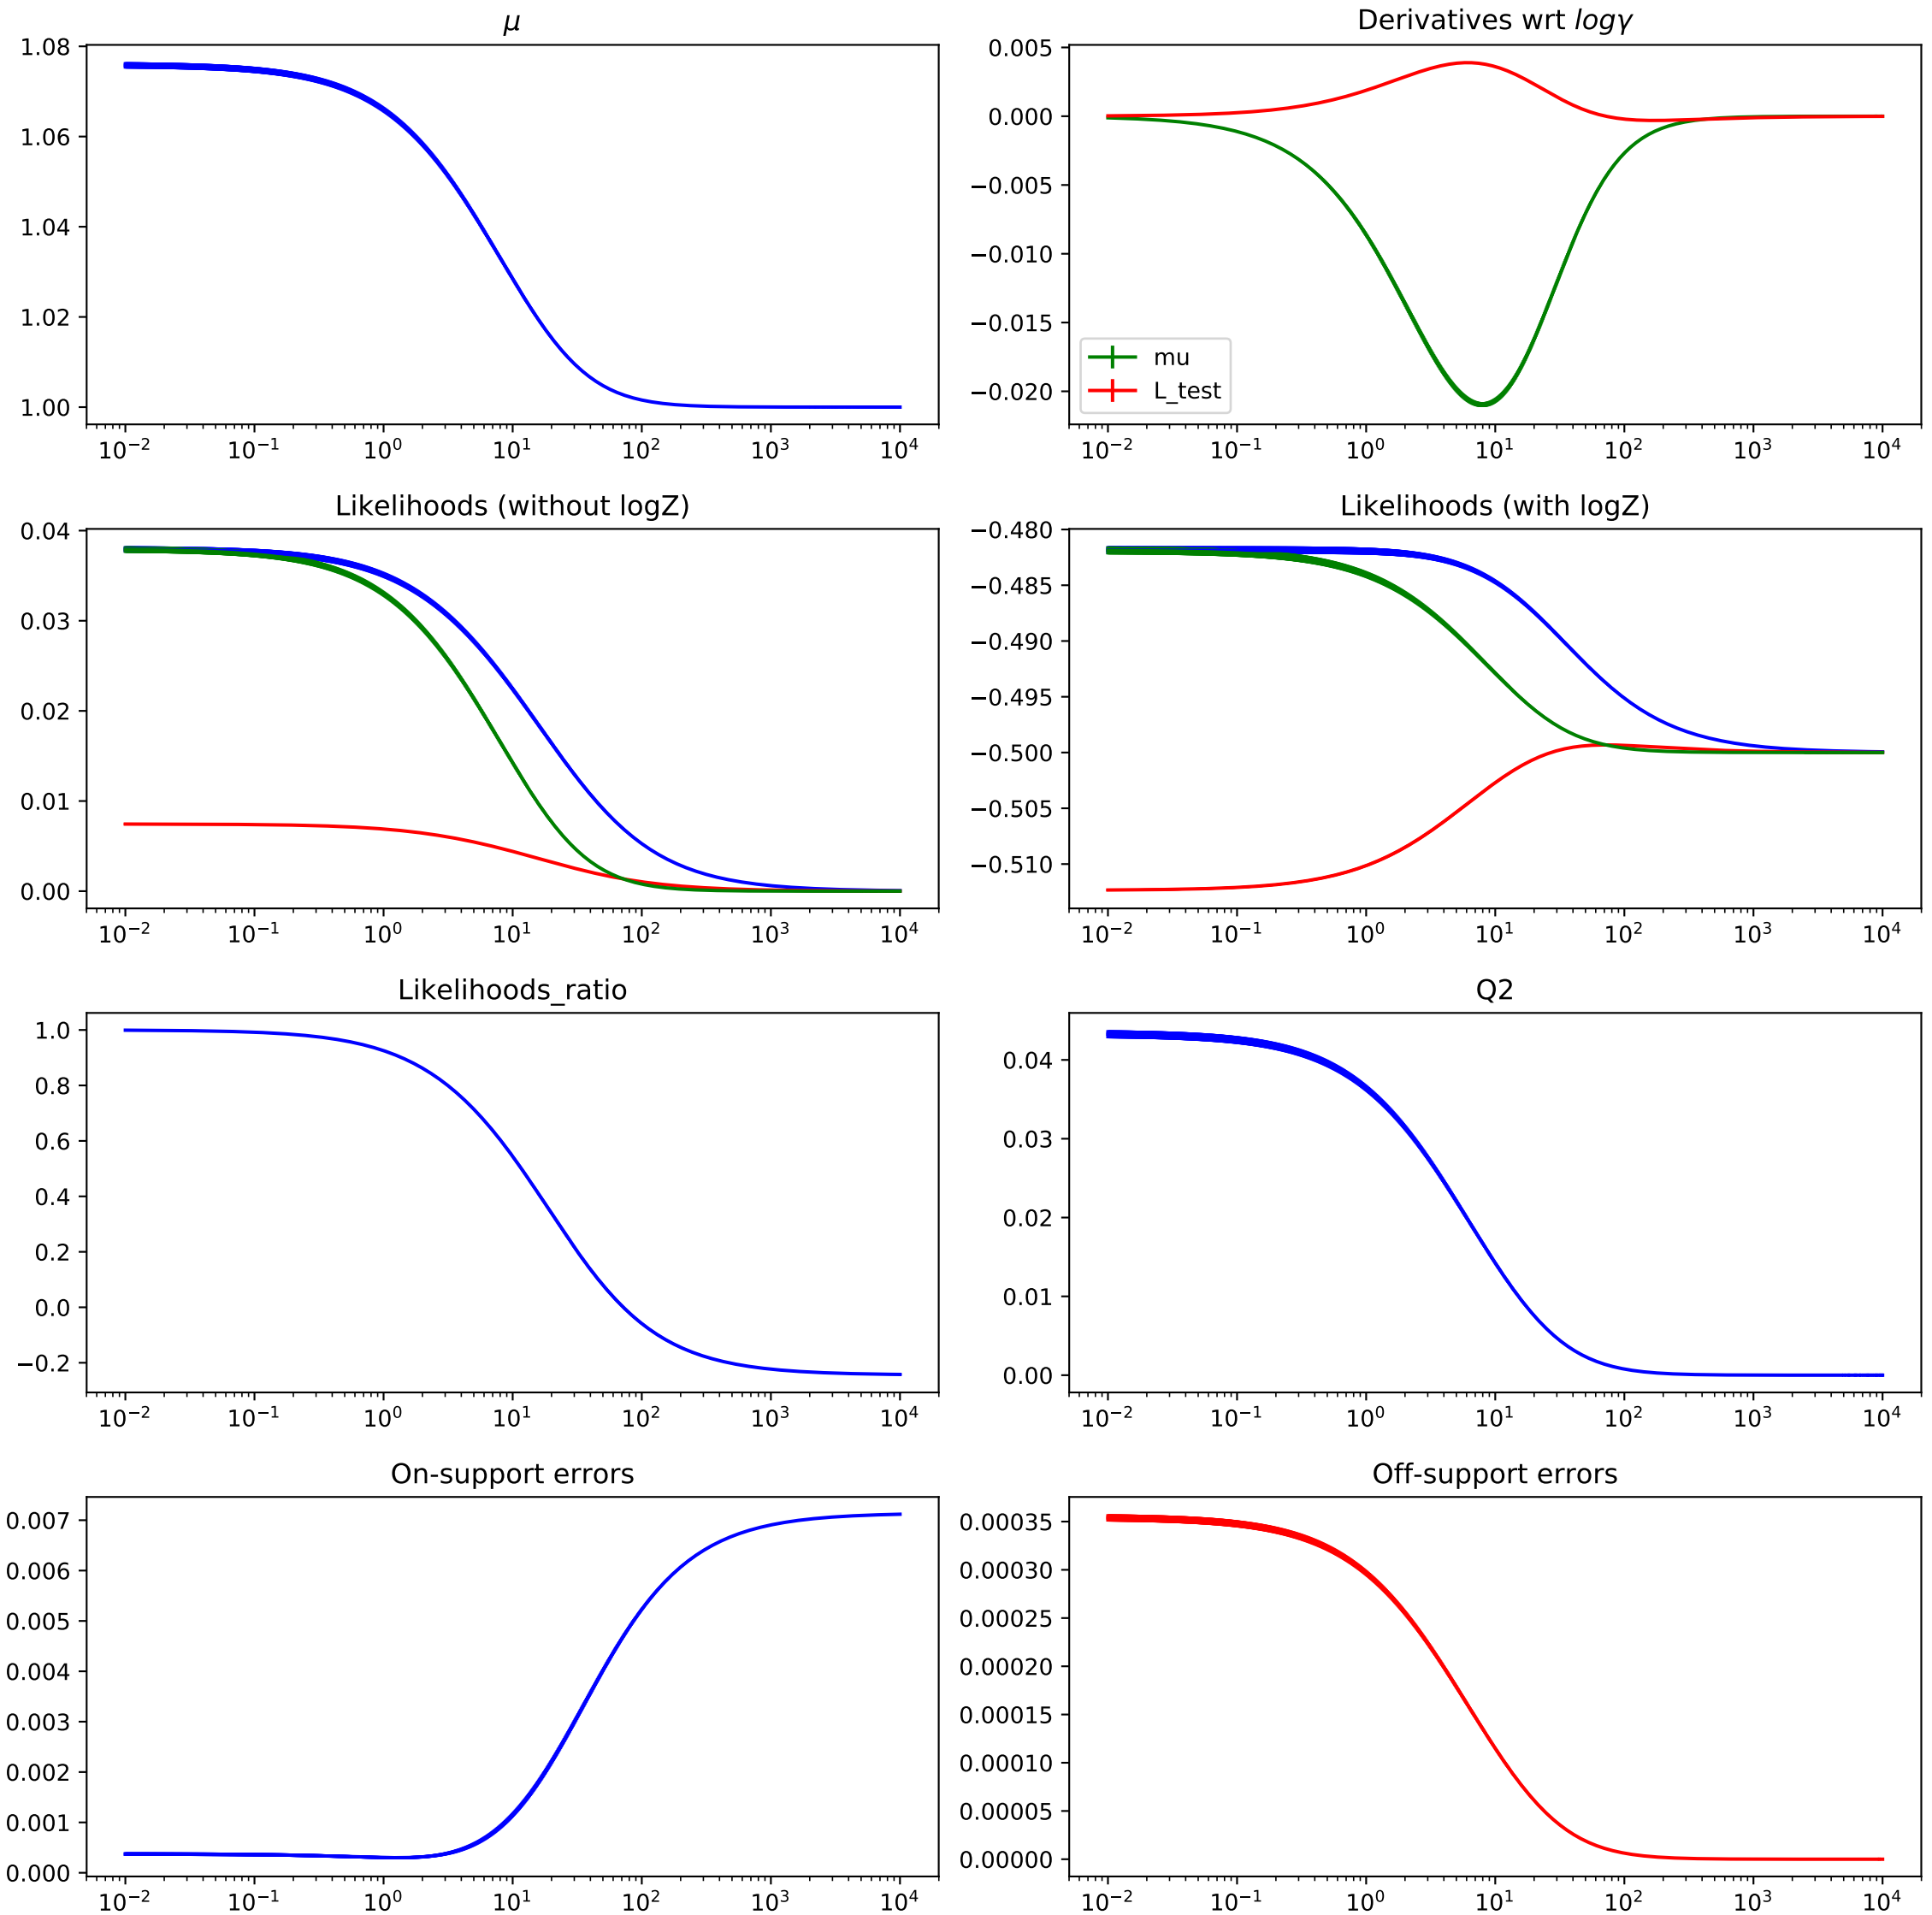 μ
1.08
1.06
1.04
1.02
1.00
10⁻² 10⁻¹ 10⁰ 10¹ 10² 10³ 10⁴
Derivatives wrt logγ
0.005
0.000
−0.005
−0.010
−0.015
−0.020
mu
L_test
10⁻² 10⁻¹ 10⁰ 10¹ 10² 10³ 10⁴
Likelihoods (without logZ)
0.04
0.03
0.02
0.01
0.00
10⁻² 10⁻¹ 10⁰ 10¹ 10² 10³ 10⁴
Likelihoods (with logZ)
−0.480
−0.485
−0.490
−0.495
−0.500
−0.505
−0.510
10⁻² 10⁻¹ 10⁰ 10¹ 10² 10³ 10⁴
Likelihoods_ratio
1.0
0.8
0.6
0.4
0.2
0.0
−0.2
10⁻² 10⁻¹ 10⁰ 10¹ 10² 10³ 10⁴
Q2
0.04
0.03
0.02
0.01
0.00
10⁻² 10⁻¹ 10⁰ 10¹ 10² 10³ 10⁴
On-support errors
0.007
0.006
0.005
0.004
0.003
0.002
0.001
0.000
10⁻² 10⁻¹ 10⁰ 10¹ 10² 10³ 10⁴
Off-support errors
0.00035
0.00030
0.00025
0.00020
0.00015
0.00010
0.00005
0.00000
10⁻² 10⁻¹ 10⁰ 10¹ 10² 10³ 10⁴